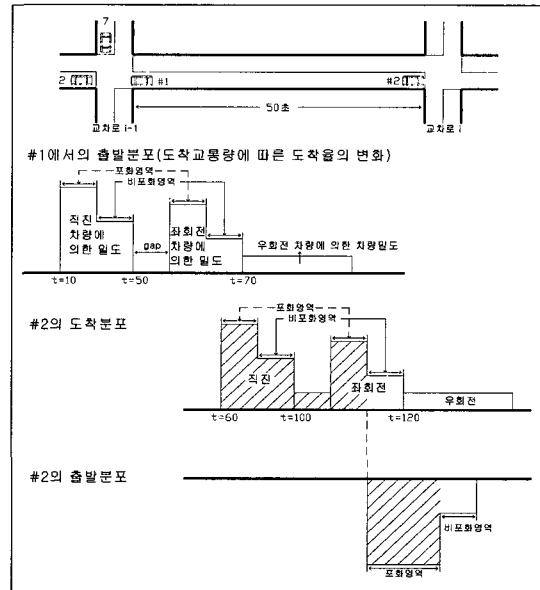 7
2
#1
#2
50초
교차로 i-1
교차로 i
#1에서의 출발분포(도착교통량에 따른 도착율의 변화)
포화영역
비포화영역
직진
차량에
의한 밀도
gap
좌회전
차량에
의한 밀도
우회전 차량에 의한 차량밀도
t=10
t=50
t=70
#2의 도착분포
포화영역
비포화영역
직진
좌회전
우회전
t=60
t=100
t=120
#2의 출발분포
비포화영역
포화영역